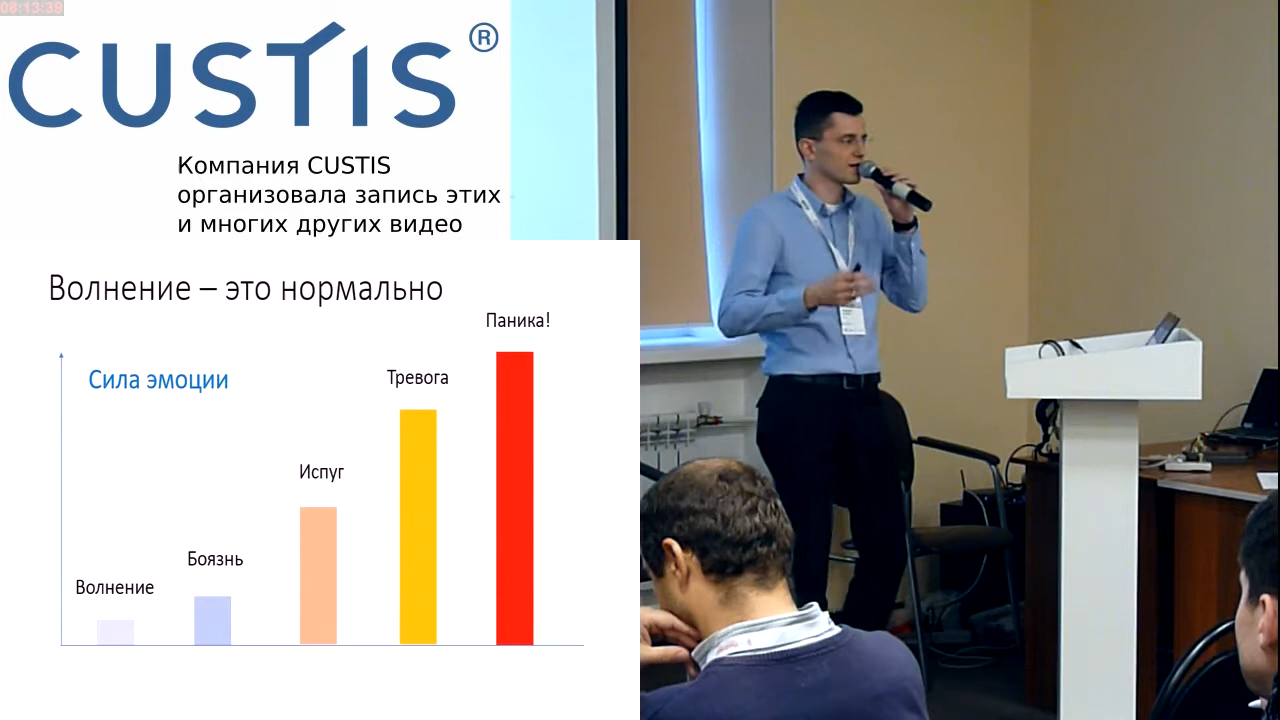 08:13:39
CUSTIS®
Компания CUSTIS
организовала запись этих
и многих других видео
Волнение – это нормально
Паника!
Сила эмоции
Тревога
Испуг
Боязнь
Волнение